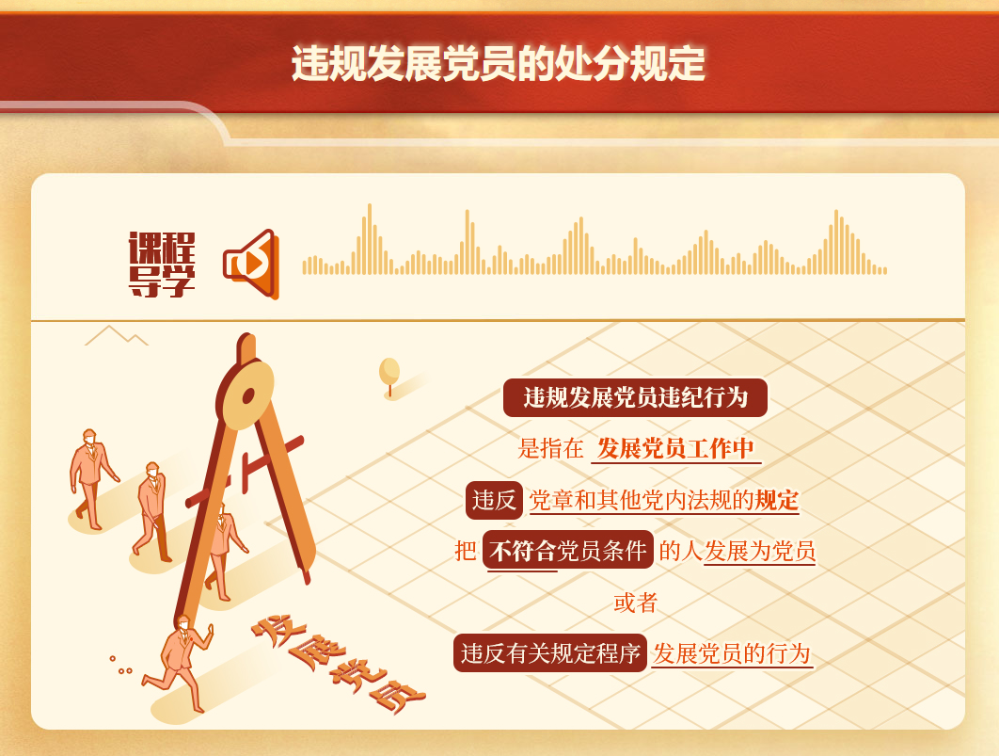 违规发展党员的处分规定
课程
导学
违规发展党员违纪行为
是指在 发展党员工作中
违反 党章和其他党内法规的规定
把 不符合党员条件 的人发展为党员
或者
违反有关规定程序 发展党员的行为
发展党员